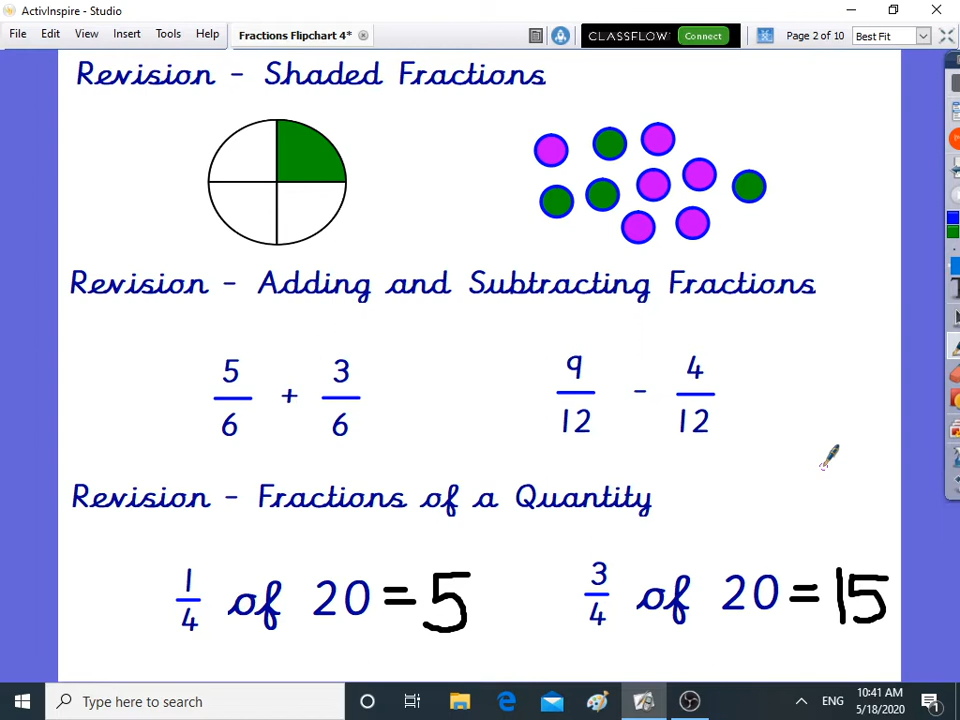 ActivInspire - Studio
File Edit View Insert Tools Help Fractions Flipchart 4* CLASSFLOW Connect Page 2 of 10 Best Fit
Revision - Shaded Fractions
Revision - Adding and Subtracting Fractions
5/6 + 3/6
9/12 - 4/12
Revision - Fractions of a Quantity
1/4 of 20 = 5
3/4 of 20 = 15
Type here to search
ENG
10:41 AM
5/18/2020
1